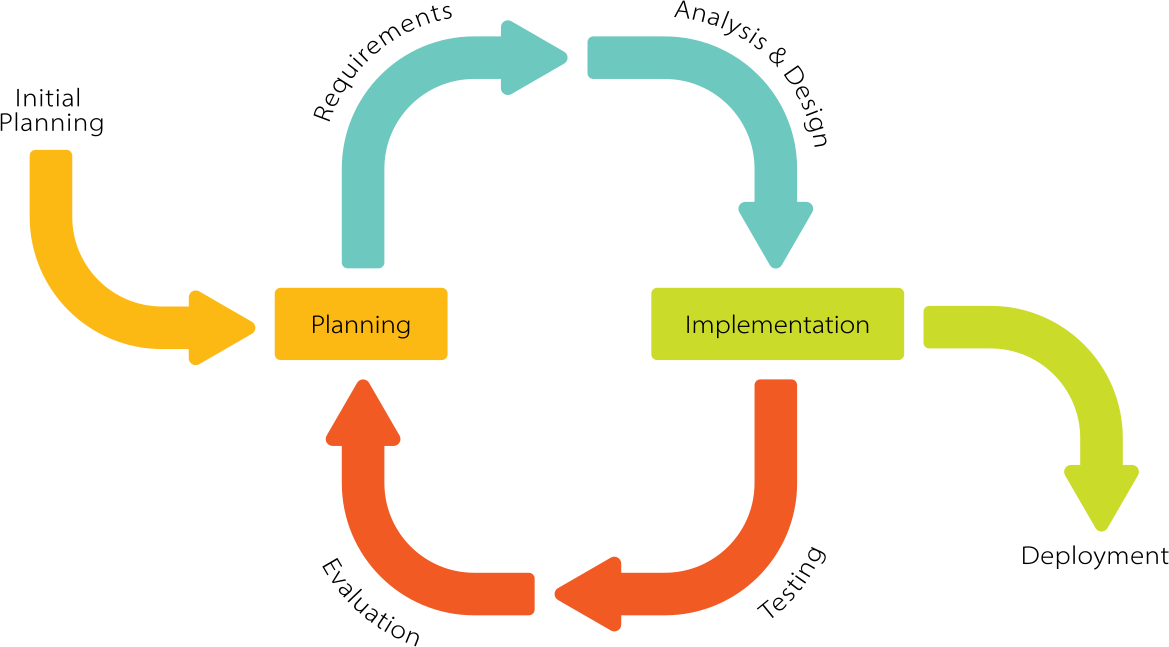 Initial
Planning
Requirements
Analysis & Design
Planning
Implementation
Deployment
Testing
Evaluation